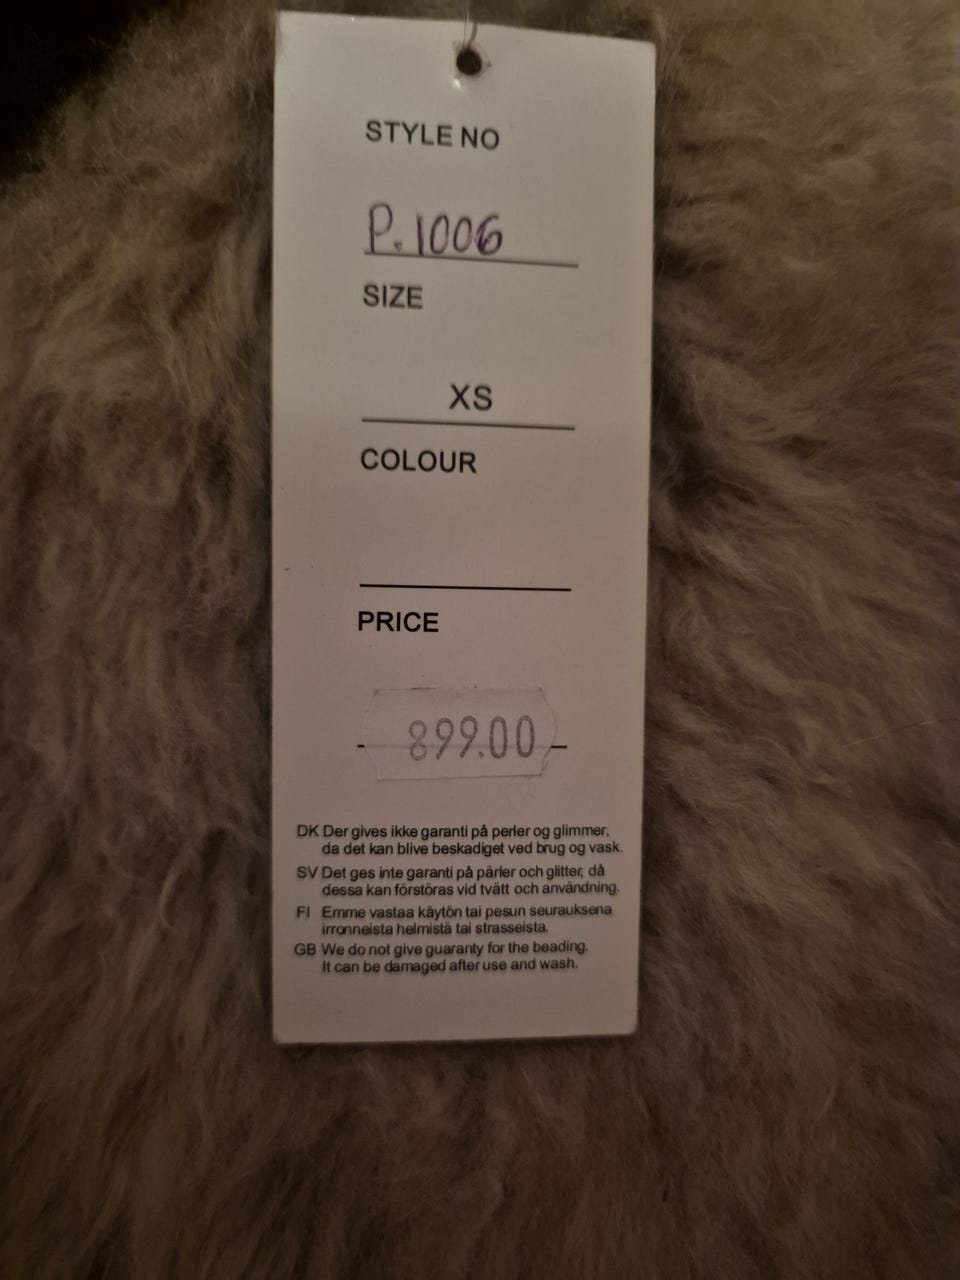 STYLE NO
P.1006
SIZE
XS
COLOUR
PRICE
899.00
DK Der gives ikke garanti på perler og glimmer,
da det kan blive beskadiget ved brug og vask.
SV Det ges inte garanti på pärler och glitter, då
dessa kan förstöras vid tvätt och användning.
FI Emme vastaa käytön tai pesun seurauksena
irronneista helmistä tai strasseista.
GB We do not give guaranty for the beading.
It can be damaged after use and wash.